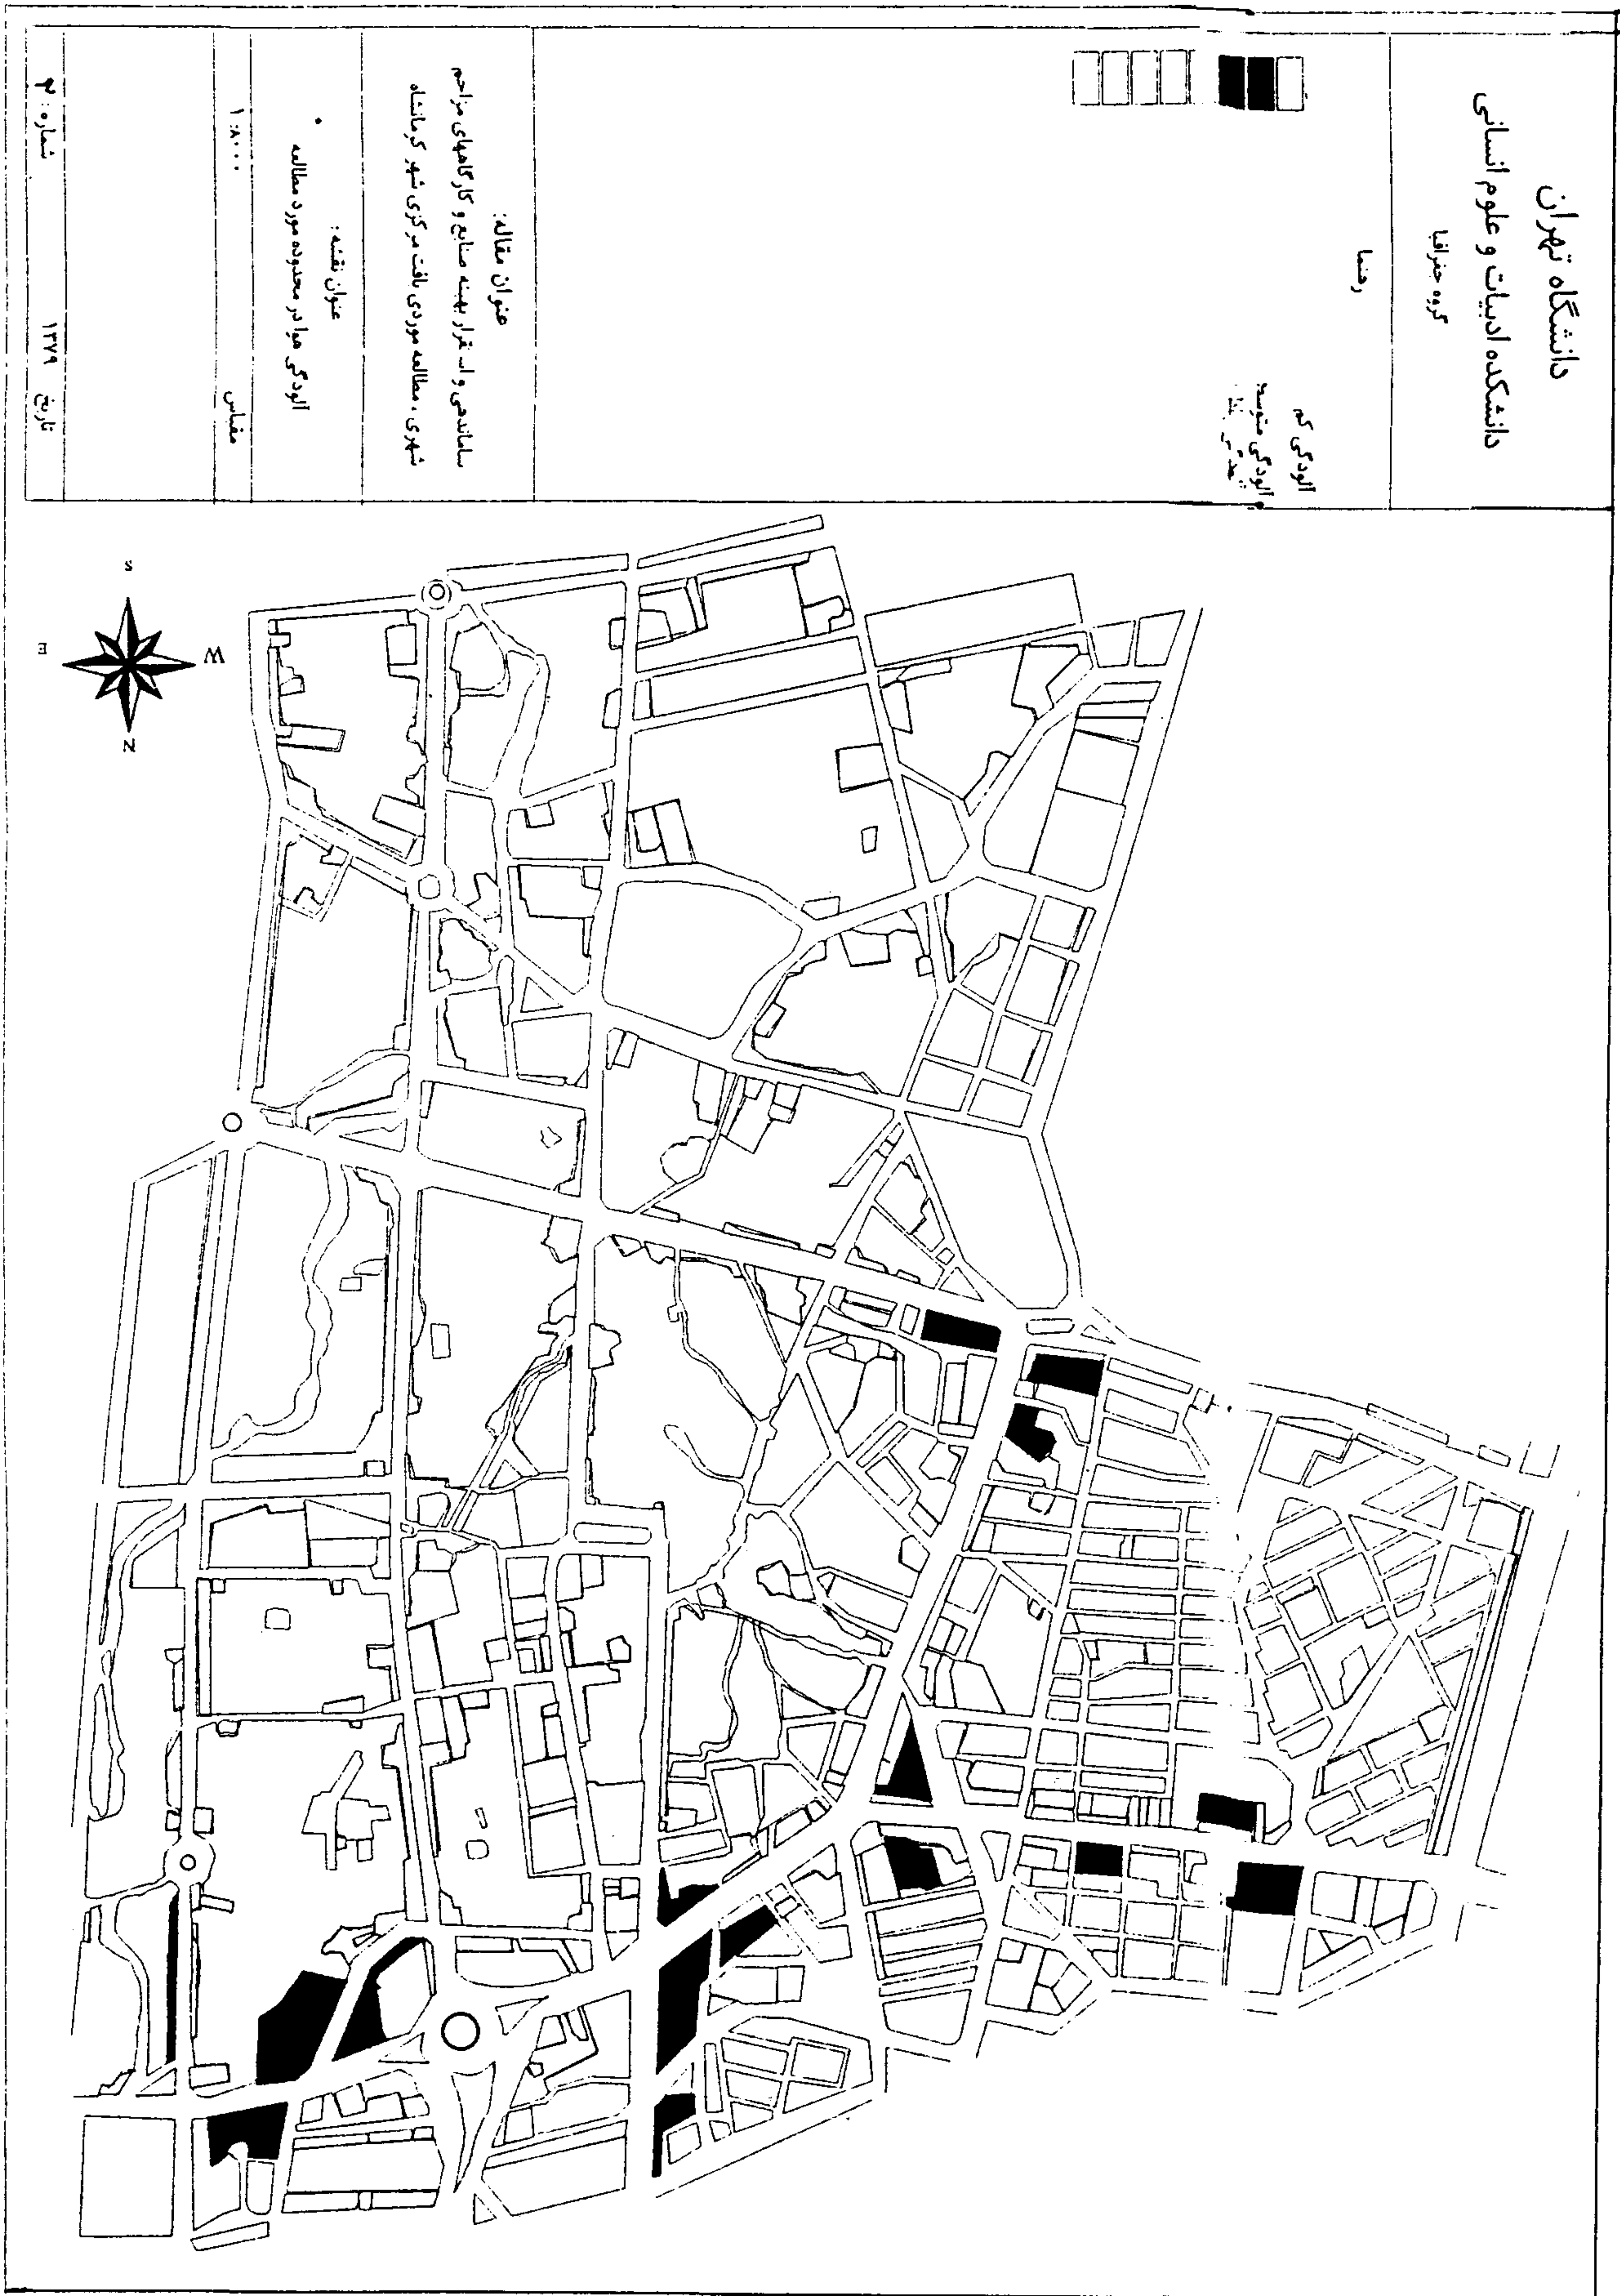 دانشگاه تهران
دانشکده ادبیات و علوم انسانی
گروه جغرافیا
رهنما
آلودگی کم
آلودگی متوسط
عنوان مقاله:
ساماندهی و استقرار بهینه صنایع و کارگاههای مزاحم
شهری ، مطالعه موردی بافت مرکزی شهر کرمانشاه
عنوان نقشه:
آلودگی هوا در محدوده مورد مطالعه
مقیاس
۱:۸۰۰۰
تاریخ ۱۳۷۹
شماره: ۳
S
E
W
N